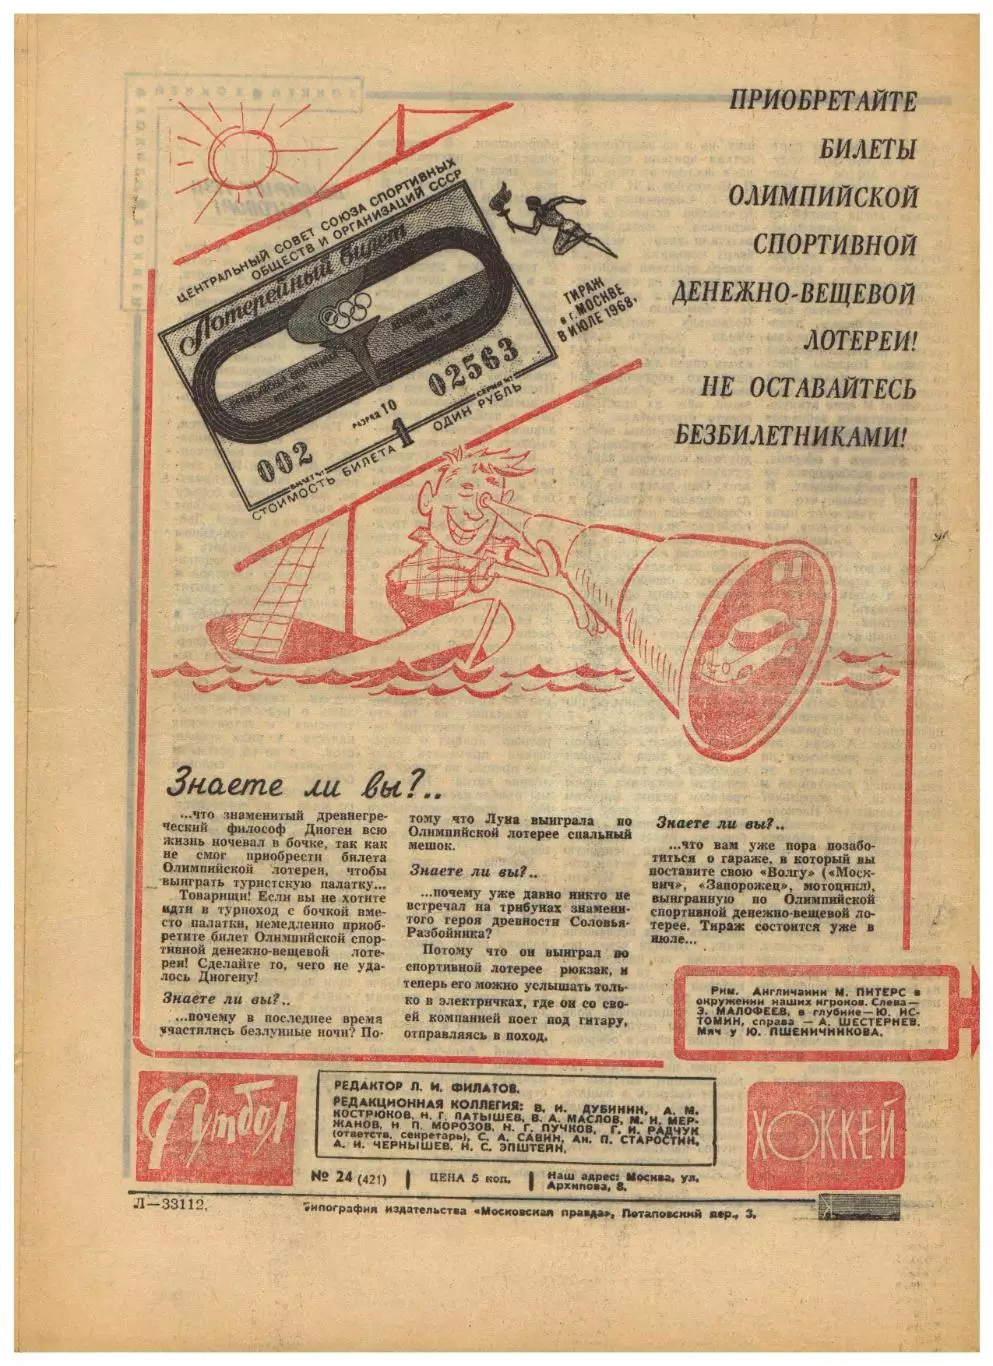 ПРИОБРЕТАЙТЕ
БИЛЕТЫ
ОЛИМПИЙСКОЙ
СПОРТИВНОЙ
ДЕНЕЖНО-ВЕЩЕВОЙ
ЛОТЕРЕИ!
НЕ ОСТАВАЙТЕСЬ
БЕЗБИЛЕТНИКАМИ!
ЦЕНТРАЛЬНЫЙ СОВЕТ СОЮЗА СПОРТИВНЫХ
ОБЩЕСТВ И ОРГАНИЗАЦИЙ СССР
Лотерейный билет
02563
СЕРИЯ №
РАЗРЯД 10
002
БИЛЕТ №
1
СТОИМОСТЬ БИЛЕТА ОДИН РУБЛЬ
ТИРАЖ
в г. МОСКВЕ
В ИЮЛЕ 1968г
Знаете ли вы?..
...что знаменитый древнегре-
ческий философ Диоген всю
жизнь ночевал в бочке, так как
не смог приобрести билета
Олимпийской лотереи, чтобы
выиграть туристскую палатку...
Товарищи! Если вы не хотите
идти в турпоход с бочкой вме-
сто палатки, немедленно приоб-
ретите билет Олимпийской спор-
тивной денежно-вещевой лоте-
реи! Сделайте то, чего не уда-
лось Диогену!
Знаете ли вы?..
...почему в последнее время
участились безлунные ночи? По-
тому что Луна выиграла по
Олимпийской лотерее спальный
мешок.
Знаете ли вы?..
...почему уже давно никто не
встречал на трибунах знамени-
того героя древности Соловья-
Разбойника?
Потому что он выиграл по
спортивной лотерее рюкзак, и
теперь его можно услышать толь-
ко в электричках, где он со сво-
ей компанией поет под гитару,
отправляясь в поход.
Знаете ли вы?..
...что вам уже пора позабо-
титься о гараже, в который вы
поставите свою «Волгу» («Моск-
вич», «Запорожец», мотоцикл),
выигранную по Олимпийской
спортивной денежно-вещевой ло-
терее. Тираж состоится уже в
июле...
Рим. Англичанин М. ПИТЕРС в
окружении наших игроков. Слева—
Э. МАЛОФЕЕВ, в глубине—Ю. ИС-
ТОМИН, справа — А. ШЕСТЕРНЕВ.
Мяч у Ю. ПШЕНИЧНИКОВА.
Футбол
РЕДАКТОР Л. И. ФИЛАТОВ.
РЕДАКЦИОННАЯ КОЛЛЕГИЯ: В. И. ДУБИНИН, А. М.
КОСТРЮКОВ, Н. Г. ЛАТЫШЕВ, В. А. МАСЛОВ, М. И. МЕР-
ЖАНОВ, Н. П. МОРОЗОВ, Н. Г. ПУЧКОВ, Г. И. РАДЧУК
(ответств. секретарь), С. А. САВИН, Ан. П. СТАРОСТИН,
А. И. ЧЕРНЫШЕВ, Н. С. ЭПШТЕЙН.
ХОККЕЙ
№ 24 (421)
ЦЕНА 5 коп.
Наш адрес: Москва, ул.
Архипова, 8.
Л—33112.
Типография издательства «Московская правда», Потаповский пер., 3.